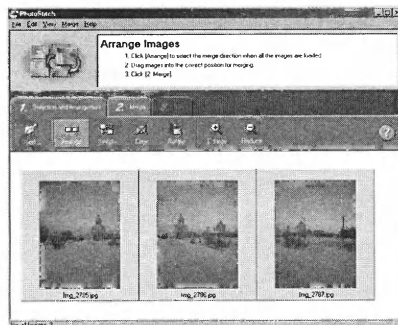 PhotoStitch
File Edit View Merge Help
Arrange Images
1. Click [Arrange] to select the merge direction when all the images are loaded.
2. Drag images into the correct position for merging.
3. Click [2. Merge].
1. Selection and Arrangement 2. Merge 3.
Arrange Rotate Enlarge Reduce
Img_2785.jpg Img_2786.jpg Img_2787.jpg